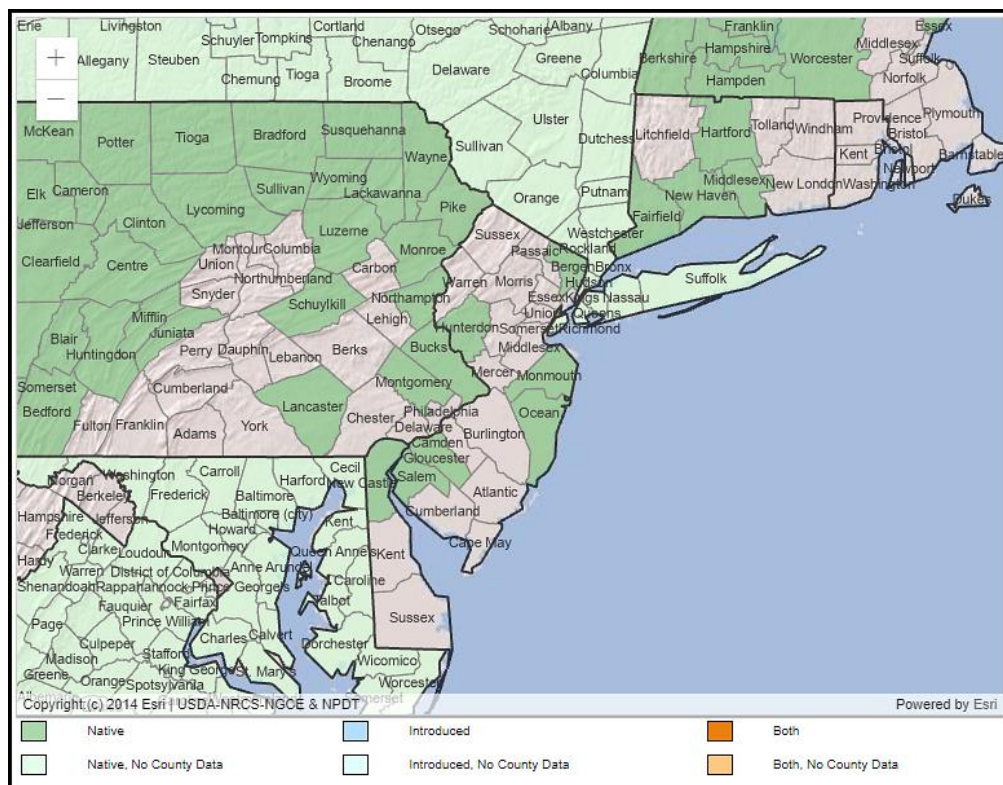 Erie Livingston Schuyler Tompkins Cortland Chenango Otsego Schoharie Albany Franklin Essex
Allegany Steuben Chemung Tioga Broome Delaware Greene Columbia Berkshire Hampshire Worcester Middlesex Suffolk
+
−
Hampden Norfolk
McKean Potter Tioga Bradford Susquehanna Wayne Sullivan Ulster Dutchess Litchfield Hartford Tolland Windham Providence Plymouth
Bristol
Kent Bristol Barnstable
Elk Cameron Sullivan Wyoming Lackawanna Pike Orange Putnam Fairfield New Haven Middlesex New London Washington Newport
Dukes
Jefferson Clinton Lycoming Luzerne Monroe Sussex Passaic Rockland Westchester
Clearfield Centre Union Montour Columbia Carbon Warren Morris Bergen Bronx Suffolk
Hudson
Snyder Northumberland Schuylkill Northampton Essex Kings Nassau
Union Queens
Blair Mifflin Juniata Lehigh Hunterdon Somerset Richmond
Huntingdon Perry Dauphin Lebanon Berks Bucks Middlesex
Mercer Monmouth
Somerset Cumberland Montgomery
Bedford Fulton Franklin Adams York Lancaster Chester Philadelphia Delaware Burlington Ocean
Camden
Gloucester
Morgan Washington Carroll Harford Cecil New Castle Salem
Berkeley Frederick Baltimore Atlantic
Hampshire Jefferson Baltimore (city) Kent Cumberland
Frederick Howard
Hardy Clarke Loudoun Montgomery Queen Anne's Kent Cape May
Warren District of Columbia Anne Arundel
Shenandoah Rappahannock Prince George's Caroline
Fauquier Fairfax Talbot
Page Prince William Sussex
Culpeper Charles Calvert Dorchester
Madison Stafford
Greene King George St. Mary's Wicomico
Orange Spotsylvania Worcester
Copyright:(c) 2014 Esri | USDA-NRCS-NGCE & NPDT Powered by Esri
Native Introduced Both
Native, No County Data Introduced, No County Data Both, No County Data